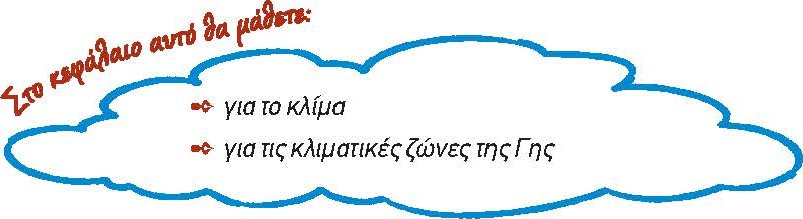 Στο κεφάλαιο αυτό θα μάθετε:
για το κλίμα
για τις κλιματικές ζώνες της Γης